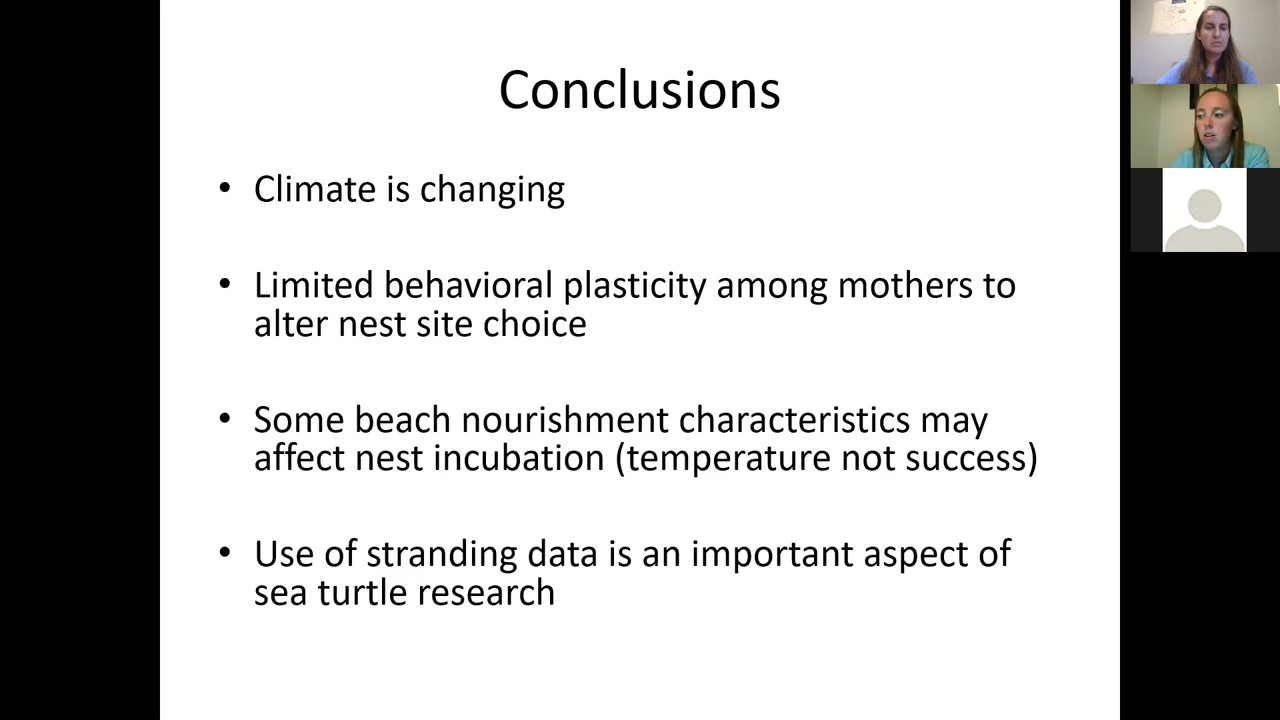 Conclusions
• Climate is changing
• Limited behavioral plasticity among mothers to
alter nest site choice
• Some beach nourishment characteristics may
affect nest incubation (temperature not success)
• Use of stranding data is an important aspect of
sea turtle research